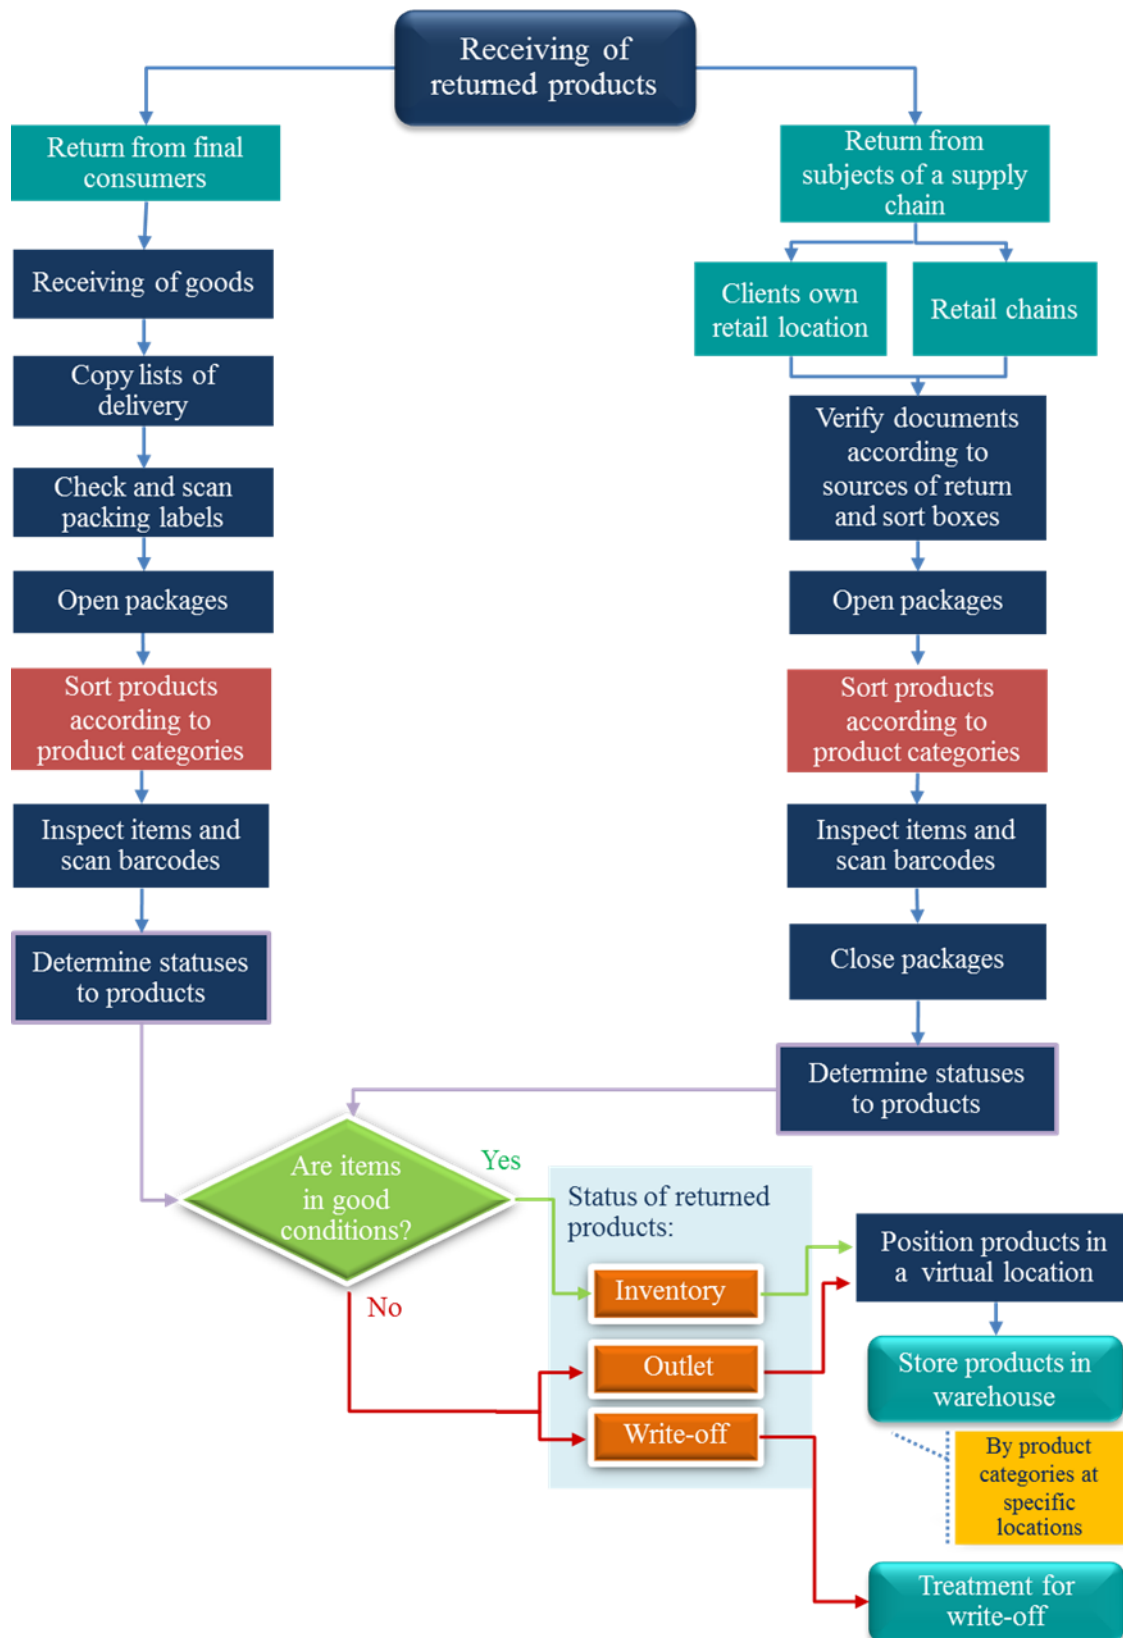 Receiving of
returned products
Return from final
consumers
Receiving of goods
Copy lists of
delivery
Check and scan
packing labels
Open packages
Sort products
according to
product categories
Inspect items and
scan barcodes
Determine statuses
to products
Return from
subjects of a supply
chain
Clients own
retail location
Retail chains
Verify documents
according to
sources of return
and sort boxes
Open packages
Sort products
according to
product categories
Inspect items and
scan barcodes
Close packages
Determine statuses
to products
Are items
in good
conditions?
Yes
No
Status of returned
products:
Inventory
Outlet
Write-off
Position products in
a virtual location
Store products in
warehouse
By product
categories at
specific
locations
Treatment for
write-off